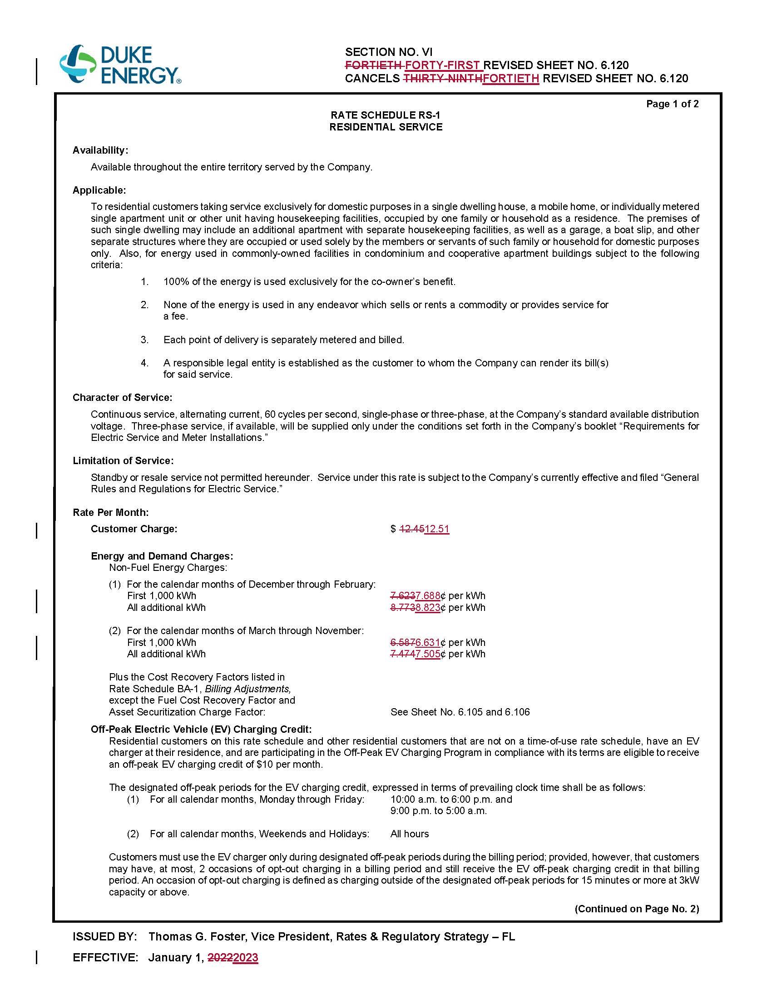 DUKE
ENERGY®
SECTION NO. VI
FORTIETH FORTY-FIRST REVISED SHEET NO. 6.120
CANCELS THIRTY-NINTHFORTIETH REVISED SHEET NO. 6.120
Page 1 of 2
RATE SCHEDULE RS-1
RESIDENTIAL SERVICE
Availability:
Available throughout the entire territory served by the Company.
Applicable:
To residential customers taking service exclusively for domestic purposes in a single dwelling house, a mobile home, or individually metered
single apartment unit or other unit having housekeeping facilities, occupied by one family or household as a residence. The premises of
such single dwelling may include an additional apartment with separate housekeeping facilities, as well as a garage, a boat slip, and other
separate structures where they are occupied or used solely by the members or servants of such family or household for domestic purposes
only. Also, for energy used in commonly-owned facilities in condominium and cooperative apartment buildings subject to the following
criteria:
1. 100% of the energy is used exclusively for the co-owner's benefit.
2. None of the energy is used in any endeavor which sells or rents a commodity or provides service for
a fee.
3. Each point of delivery is separately metered and billed.
4. A responsible legal entity is established as the customer to whom the Company can render its bill(s)
for said service.
Character of Service:
Continuous service, alternating current, 60 cycles per second, single-phase or three-phase, at the Company's standard available distribution
voltage. Three-phase service, if available, will be supplied only under the conditions set forth in the Company's booklet “Requirements for
Electric Service and Meter Installations.”
Limitation of Service:
Standby or resale service not permitted hereunder. Service under this rate is subject to the Company's currently effective and filed “General
Rules and Regulations for Electric Service.”
Rate Per Month:
Customer Charge: $ 12.4512.51
Energy and Demand Charges:
Non-Fuel Energy Charges:
(1) For the calendar months of December through February:
First 1,000 kWh 7.6237.688¢ per kWh
All additional kWh 8.7738.823¢ per kWh
(2) For the calendar months of March through November:
First 1,000 kWh 6.5876.631¢ per kWh
All additional kWh 7.4747.505¢ per kWh
Plus the Cost Recovery Factors listed in
Rate Schedule BA-1, Billing Adjustments,
except the Fuel Cost Recovery Factor and
Asset Securitization Charge Factor: See Sheet No. 6.105 and 6.106
Off-Peak Electric Vehicle (EV) Charging Credit:
Residential customers on this rate schedule and other residential customers that are not on a time-of-use rate schedule, have an EV
charger at their residence, and are participating in the Off-Peak EV Charging Program in compliance with its terms are eligible to receive
an off-peak EV charging credit of $10 per month.
The designated off-peak periods for the EV charging credit, expressed in terms of prevailing clock time shall be as follows:
(1) For all calendar months, Monday through Friday: 10:00 a.m. to 6:00 p.m. and
9:00 p.m. to 5:00 a.m.
(2) For all calendar months, Weekends and Holidays: All hours
Customers must use the EV charger only during designated off-peak periods during the billing period; provided, however, that customers
may have, at most, 2 occasions of opt-out charging in a billing period and still receive the EV off-peak charging credit in that billing
period. An occasion of opt-out charging is defined as charging outside of the designated off-peak periods for 15 minutes or more at 3kW
capacity or above.
(Continued on Page No. 2)
ISSUED BY: Thomas G. Foster, Vice President, Rates & Regulatory Strategy – FL
EFFECTIVE: January 1, 20222023